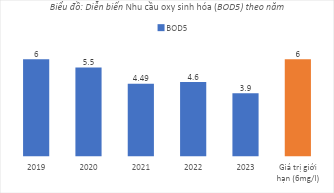 Biểu đồ: Diễn biến Nhu cầu oxy sinh hóa (BOD5) theo năm
BOD5
6
5.5
4.49
4.6
3.9
6
2019
2020
2021
2022
2023
Giá trị giới
hạn (6mg/l)